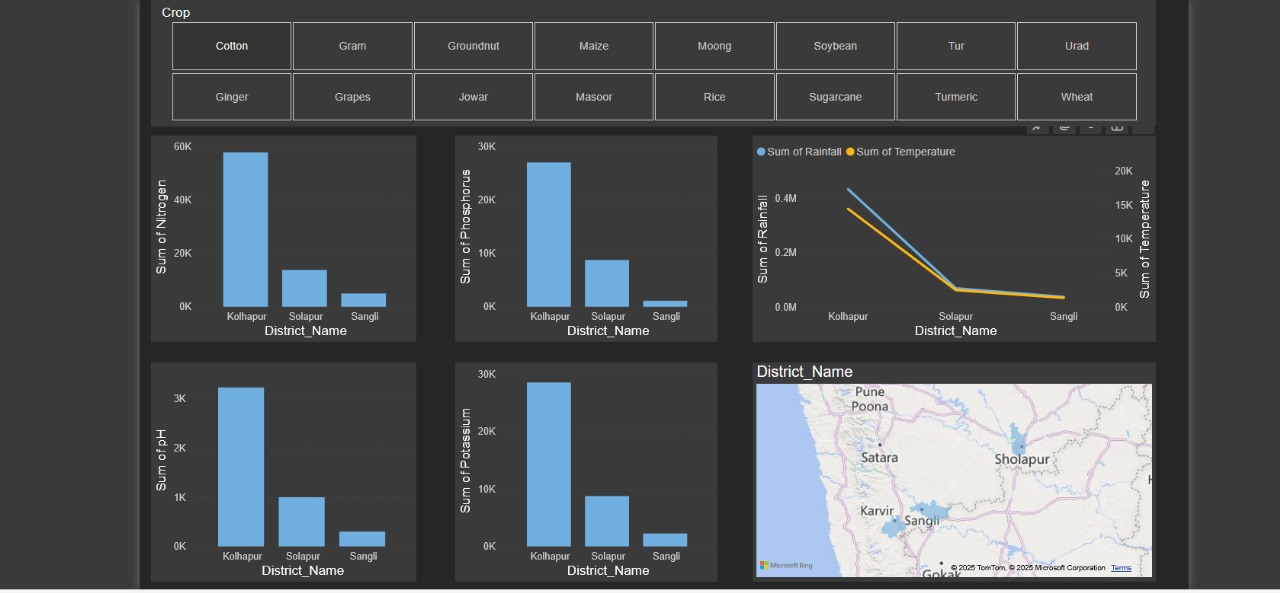 Crop
Cotton Gram Groundnut Maize Moong Soybean Tur Urad
Ginger Grapes Jowar Masoor Rice Sugarcane Turmeric Wheat
Sum of Nitrogen
60K
40K
20K
0K
Kolhapur Solapur Sangli
District_Name
Sum of Phosphorus
30K
20K
10K
0K
Kolhapur Solapur Sangli
District_Name
Sum of Rainfall Sum of Temperature
Sum of Rainfall
0.4M
0.2M
0.0M
20K
15K
10K
5K
0K
Sum of Temperature
Kolhapur Solapur Sangli
District_Name
Sum of pH
3K
2K
1K
0K
Kolhapur Solapur Sangli
District_Name
Sum of Potassium
30K
20K
10K
0K
Kolhapur Solapur Sangli
District_Name
District_Name
Pune
Poona
Satara
Sholapur
Karvir
Sangli
Gokak
Microsoft Bing
© 2025 TomTom, © 2025 Microsoft Corporation Terms